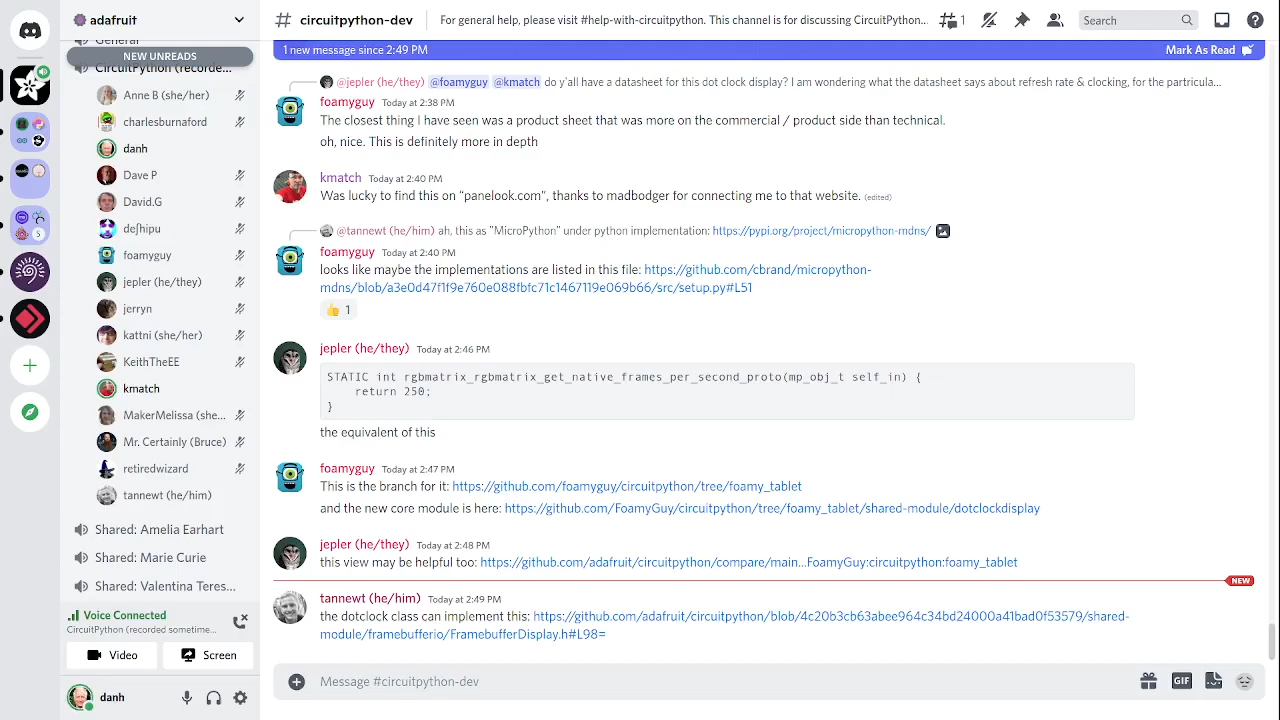 adafruit
# circuitpython-dev
For general help, please visit #help-with-circuitpython. This channel is for discussing CircuitPython...
1
Search
General
NEW UNREADS
CircuitPython (recorde...
Anne B (she/her)
charlesburnaford
danh
Dave P
David.G
de∫hipu
foamyguy
jepler (he/they)
jerryn
kattni (she/her)
KeithTheEE
kmatch
MakerMelissa (she...
Mr. Certainly (Bruce)
retiredwizard
tannewt (he/him)
Shared: Amelia Earhart
Shared: Marie Curie
Shared: Valentina Teres...
5
Voice Connected
CircuitPython (recorded sometime...
Video
Screen
danh
1 new message since 2:49 PM
Mark As Read
@jepler (he/they) @foamyguy @kmatch do y'all have a datasheet for this dot clock display? I am wondering what the datasheet says about refresh rate & clocking, for the particula...
foamyguy Today at 2:38 PM
The closest thing I have seen was a product sheet that was more on the commercial / product side than technical.
oh, nice. This is definitely more in depth
kmatch Today at 2:40 PM
Was lucky to find this on "panelook.com", thanks to madbodger for connecting me to that website. (edited)
@tannewt (he/him) ah, this as "MicroPython" under python implementation: https://pypi.org/project/micropython-mdns/
foamyguy Today at 2:40 PM
looks like maybe the implementations are listed in this file: https://github.com/cbrand/micropython-
mdns/blob/a3e0d47f1f9e760e088fbfc71c1467119e069b66/src/setup.py#L51
1
jepler (he/they) Today at 2:46 PM
STATIC int rgbmatrix_rgbmatrix_get_native_frames_per_second_proto(mp_obj_t self_in) {
return 250;
}
the equivalent of this
foamyguy Today at 2:47 PM
This is the branch for it: https://github.com/foamyguy/circuitpython/tree/foamy_tablet
and the new core module is here: https://github.com/FoamyGuy/circuitpython/tree/foamy_tablet/shared-module/dotclockdisplay
jepler (he/they) Today at 2:48 PM
this view may be helpful too: https://github.com/adafruit/circuitpython/compare/main...FoamyGuy:circuitpython:foamy_tablet
NEW
tannewt (he/him) Today at 2:49 PM
the dotclock class can implement this: https://github.com/adafruit/circuitpython/blob/4c20b3cb63abee964c34bd24000a41bad0f53579/shared-
module/framebufferio/FramebufferDisplay.h#L98=
Message #circuitpython-dev
GIF